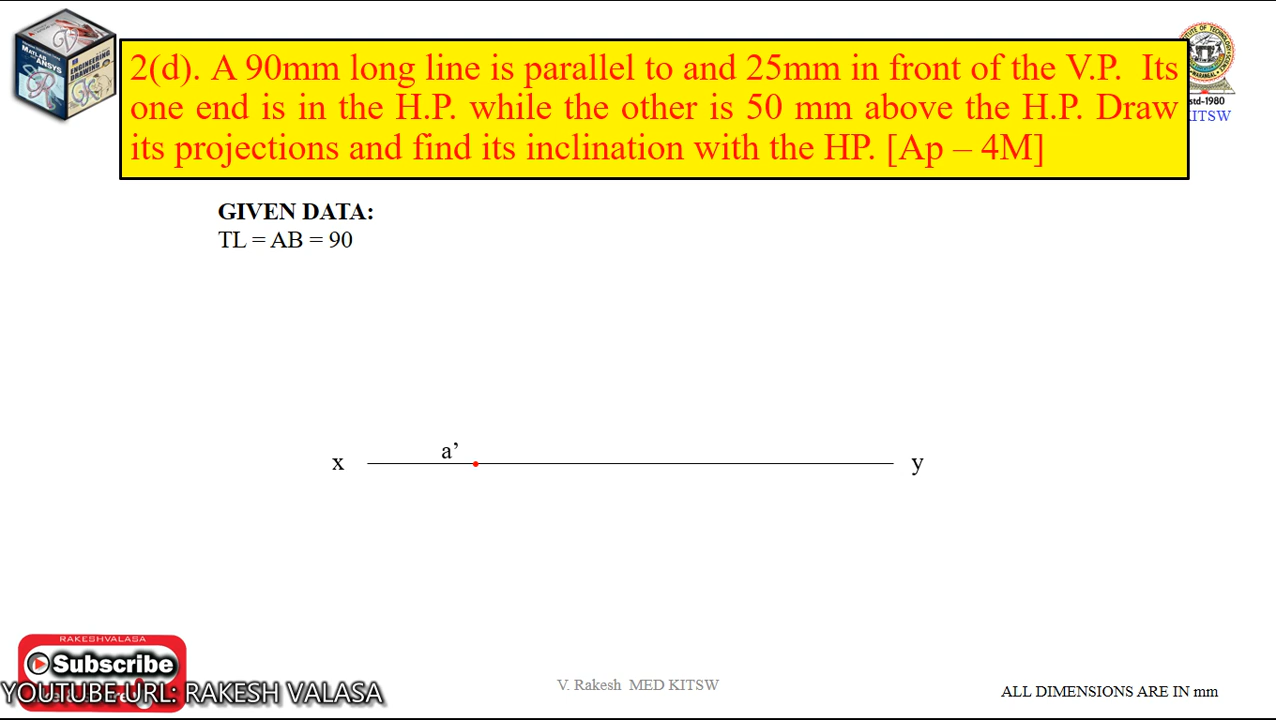 2(d). A 90mm long line is parallel to and 25mm in front of the V.P. Its
one end is in the H.P. while the other is 50 mm above the H.P. Draw
its projections and find its inclination with the HP. [Ap – 4M]
std-1980
KITSW
GIVEN DATA:
TL = AB = 90
a’
x
y
RAKESHVALASA
Subscribe
YOUTUBE URL: RAKESH VALASA
V. Rakesh MED KITSW
ALL DIMENSIONS ARE IN mm